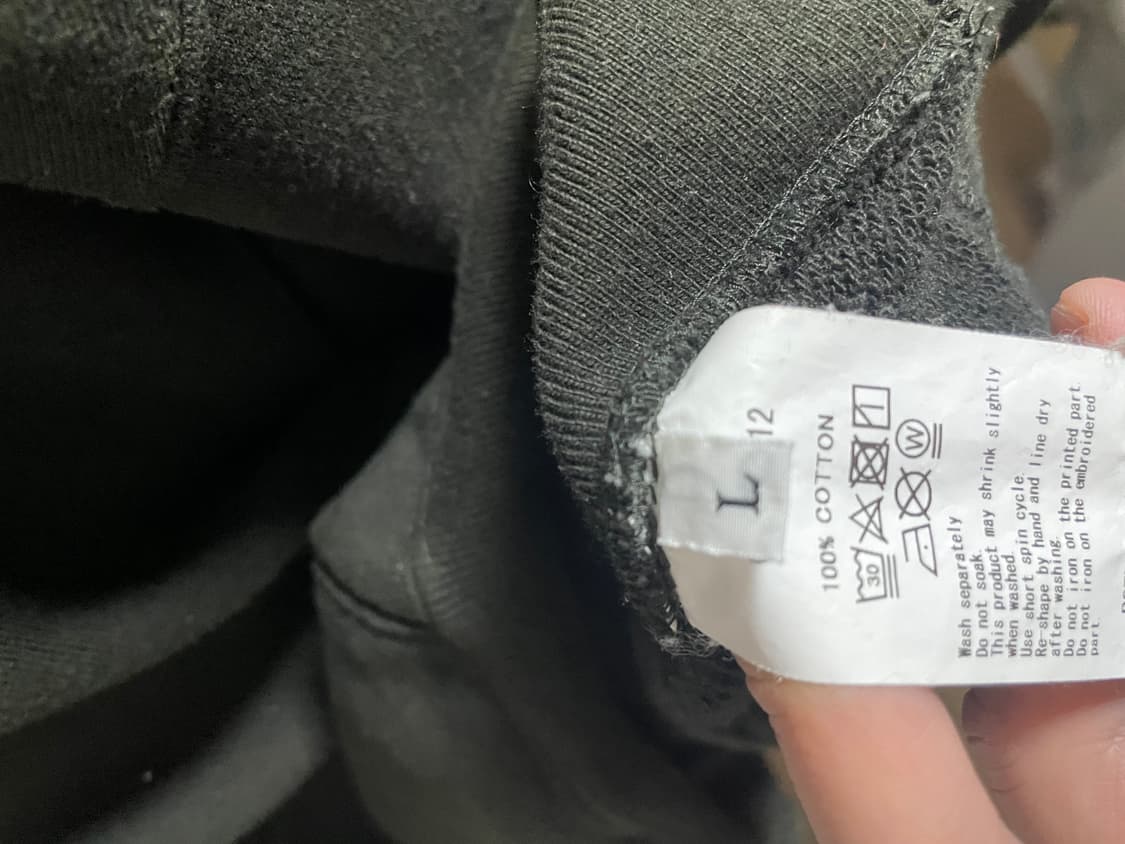 L
12
100% COTTON
30
W
Wash separately
Do not soak.
This product may shrink slightly
when washed.
Use short spin cycle.
Re-shape by hand and line dry
after washing.
Do not iron on the printed part.
Do not iron on the embroidered
part.